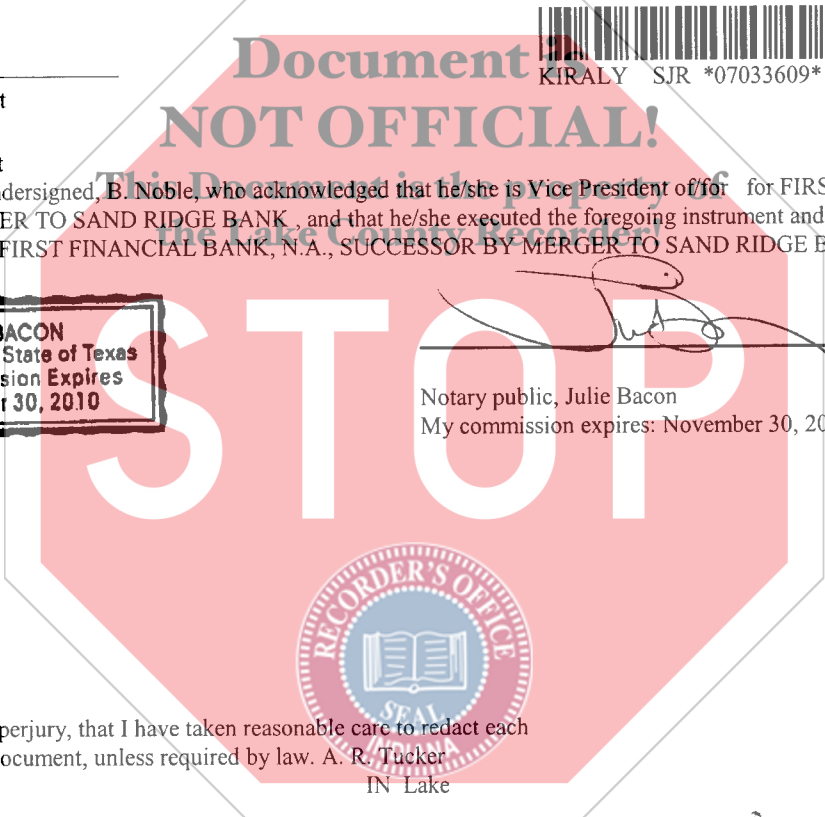 Document is
KIRALY SJR *07033609*
t
NOT OFFICIAL!
t
This Document is the property of
the Lake County Recorder!
dersigned, B. Noble, who acknowledged that he/she is Vice President of/for for FIRS
ER TO SAND RIDGE BANK , and that he/she executed the foregoing instrument and
FIRST FINANCIAL BANK, N.A., SUCCESSOR BY MERGER TO SAND RIDGE B
BACON
State of Texas
sion Expires
r 30, 2010
STOP
Notary public, Julie Bacon
My commission expires: November 30, 20
RECORDER'S OFFICE
SEAL
INDIANA
perjury, that I have taken reasonable care to redact each
ocument, unless required by law. A. R. Tucker
IN Lake